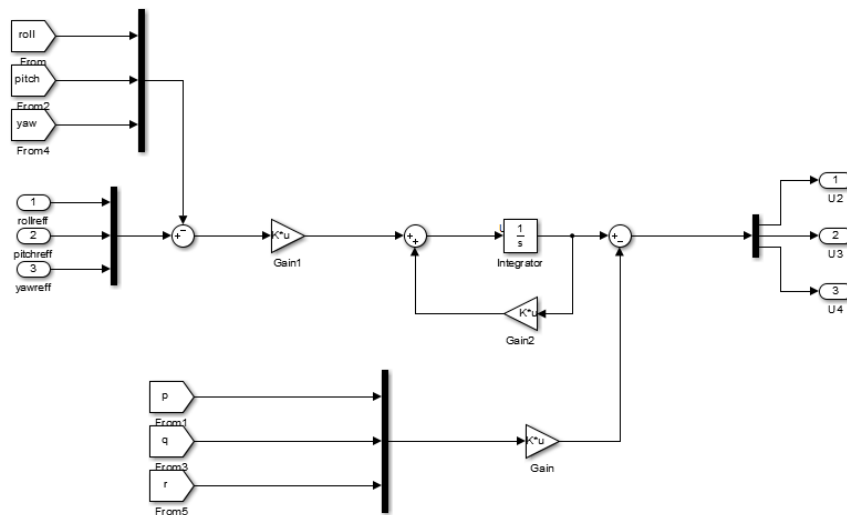 roll
From
pitch
From2
yaw
From4
1
rollreff
2
pitchreff
3
yawreff
K*u
Gain1
U
1
s
Integrator
K*u
Gain2
1
U2
2
U3
3
U4
p
From1
q
From3
r
From5
K*u
Gain